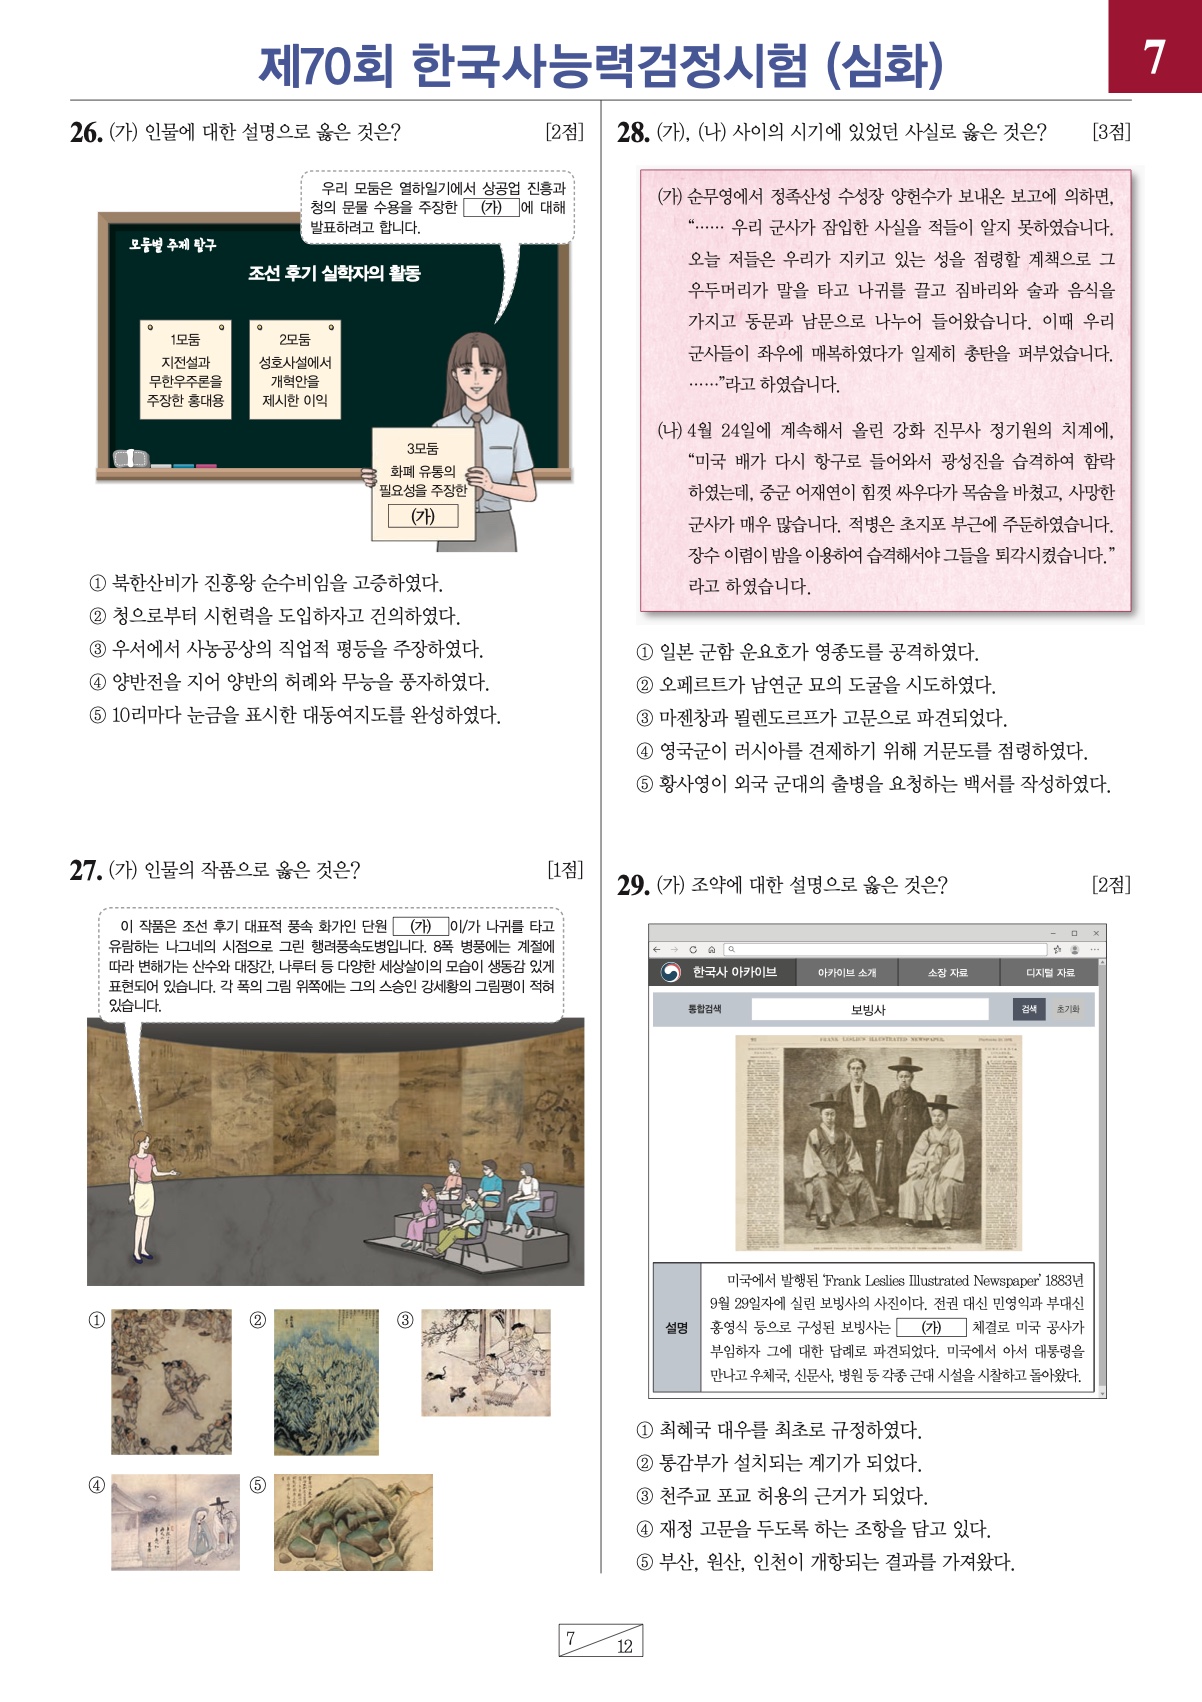 제70회 한국사능력검정시험 (심화)
7
26. (가) 인물에 대한 설명으로 옳은 것은? [2점]
우리 모둠은 열하일기에서 상공업 진흥과
청의 문물 수용을 주장한 (가) 에 대해
발표하려고 합니다.
모둠별 주제 탐구
조선 후기 실학자의 활동
1모둠
지전설과
무한우주론을
주장한 홍대용
2모둠
성호사설에서
개혁안을
제시한 이익
3모둠
화폐 유통의
필요성을 주장한
(가)
① 북한산비가 진흥왕 순수비임을 고증하였다.
② 청으로부터 시헌력을 도입하자고 건의하였다.
③ 우서에서 사농공상의 직업적 평등을 주장하였다.
④ 양반전을 지어 양반의 허례와 무능을 풍자하였다.
⑤ 10리마다 눈금을 표시한 대동여지도를 완성하였다.
27. (가) 인물의 작품으로 옳은 것은? [1점]
이 작품은 조선 후기 대표적 풍속 화가인 단원 (가) 이/가 나귀를 타고
유람하는 나그네의 시점으로 그린 행려풍속도병입니다. 8폭 병풍에는 계절에
따라 변해가는 산수와 대장간, 나루터 등 다양한 세상살이의 모습이 생동감 있게
표현되어 있습니다. 각 폭의 그림 위쪽에는 그의 스승인 강세황의 그림평이 적혀
있습니다.
① ② ③
④ ⑤
28. (가), (나) 사이의 시기에 있었던 사실로 옳은 것은? [3점]
(가) 순무영에서 정족산성 수성장 양헌수가 보내온 보고에 의하면,
“…… 우리 군사가 잠입한 사실을 적들이 알지 못하였습니다.
오늘 저들은 우리가 지키고 있는 성을 점령할 계책으로 그
우두머리가 말을 타고 나귀를 끌고 짐바리와 술과 음식을
가지고 동문과 남문으로 나누어 들어왔습니다. 이때 우리
군사들이 좌우에 매복하였다가 일제히 총탄을 퍼부었습니다.
……”라고 하였습니다.
(나) 4월 24일에 계속해서 올린 강화 진무사 정기원의 치계에,
“미국 배가 다시 항구로 들어와서 광성진을 습격하여 함락
하였는데, 중군 어재연이 힘껏 싸우다가 목숨을 바쳤고, 사망한
군사가 매우 많습니다. 적병은 초지포 부근에 주둔하였습니다.
장수 이렴이 밤을 이용하여 습격해서야 그들을 퇴각시켰습니다.”
라고 하였습니다.
① 일본 군함 운요호가 영종도를 공격하였다.
② 오페르트가 남연군 묘의 도굴을 시도하였다.
③ 마젠창과 묄렌도르프가 고문으로 파견되었다.
④ 영국군이 러시아를 견제하기 위해 거문도를 점령하였다.
⑤ 황사영이 외국 군대의 출병을 요청하는 백서를 작성하였다.
29. (가) 조약에 대한 설명으로 옳은 것은? [2점]
한국사 아카이브 아카이브 소개 소장 자료 디지털 자료
통합검색 보빙사 검색 초기화
FRANK LESLIE'S ILLUSTRATED NEWSPAPER.
설명
미국에서 발행된 ‘Frank Leslies Illustrated Newspaper’ 1883년
9월 29일자에 실린 보빙사의 사진이다. 전권 대신 민영익과 부대신
홍영식 등으로 구성된 보빙사는 (가) 체결로 미국 공사가
부임하자 그에 대한 답례로 파견되었다. 미국에서 아서 대통령을
만나고 우체국, 신문사, 병원 등 각종 근대 시설을 시찰하고 돌아왔다.
① 최혜국 대우를 최초로 규정하였다.
② 통감부가 설치되는 계기가 되었다.
③ 천주교 포교 허용의 근거가 되었다.
④ 재정 고문을 두도록 하는 조항을 담고 있다.
⑤ 부산, 원산, 인천이 개항되는 결과를 가져왔다.
7
12